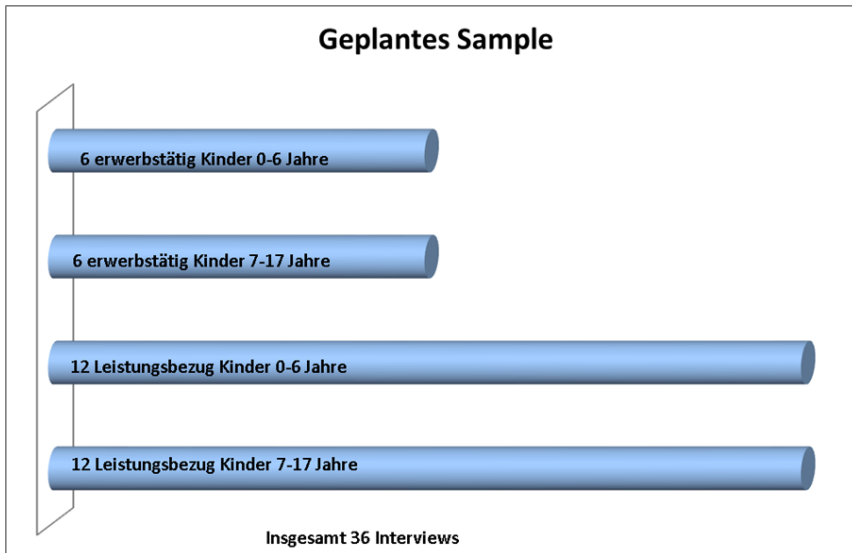 Geplantes Sample
6 erwerbstätig Kinder 0-6 Jahre
6 erwerbstätig Kinder 7-17 Jahre
12 Leistungsbezug Kinder 0-6 Jahre
12 Leistungsbezug Kinder 7-17 Jahre
Insgesamt 36 Interviews